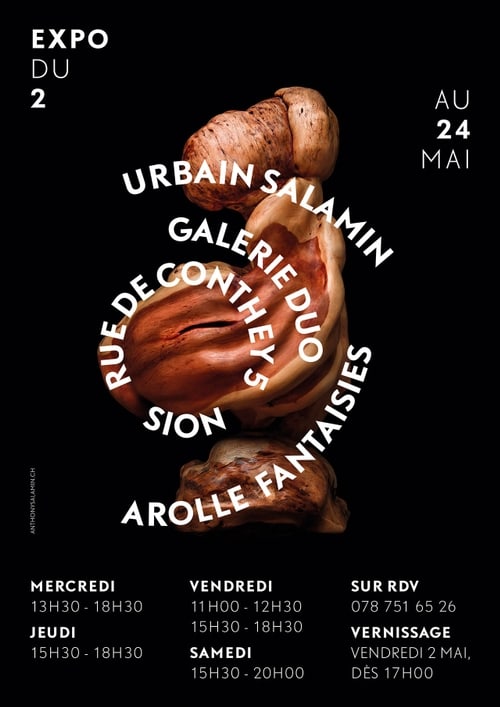 EXPO
DU
2
AU
24
MAI
URBAIN SALAMIN
GALERIE DUO
RUE DE CONTHEY 5
SION
AROLLE FANTAISIES
ANTHONYSALAMIN.CH
MERCREDI
13H30 - 18H30
JEUDI
15H30 - 18H30
VENDREDI
11H00 - 12H30
15H30 - 18H30
SAMEDI
15H30 - 20H00
SUR RDV
078 751 65 26
VERNISSAGE
VENDREDI 2 MAI,
DÈS 17H00